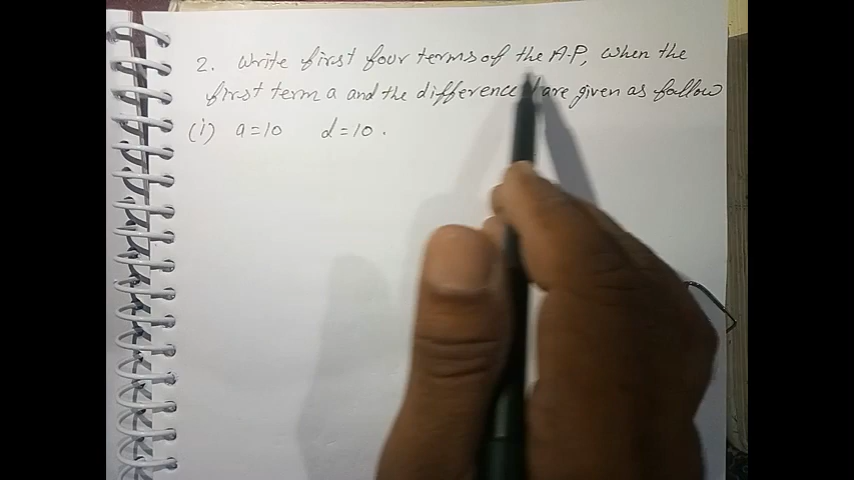 2. Write first four terms of the A.P, when the
first term a and the difference d are given as follow
(i) a=10 d=10.